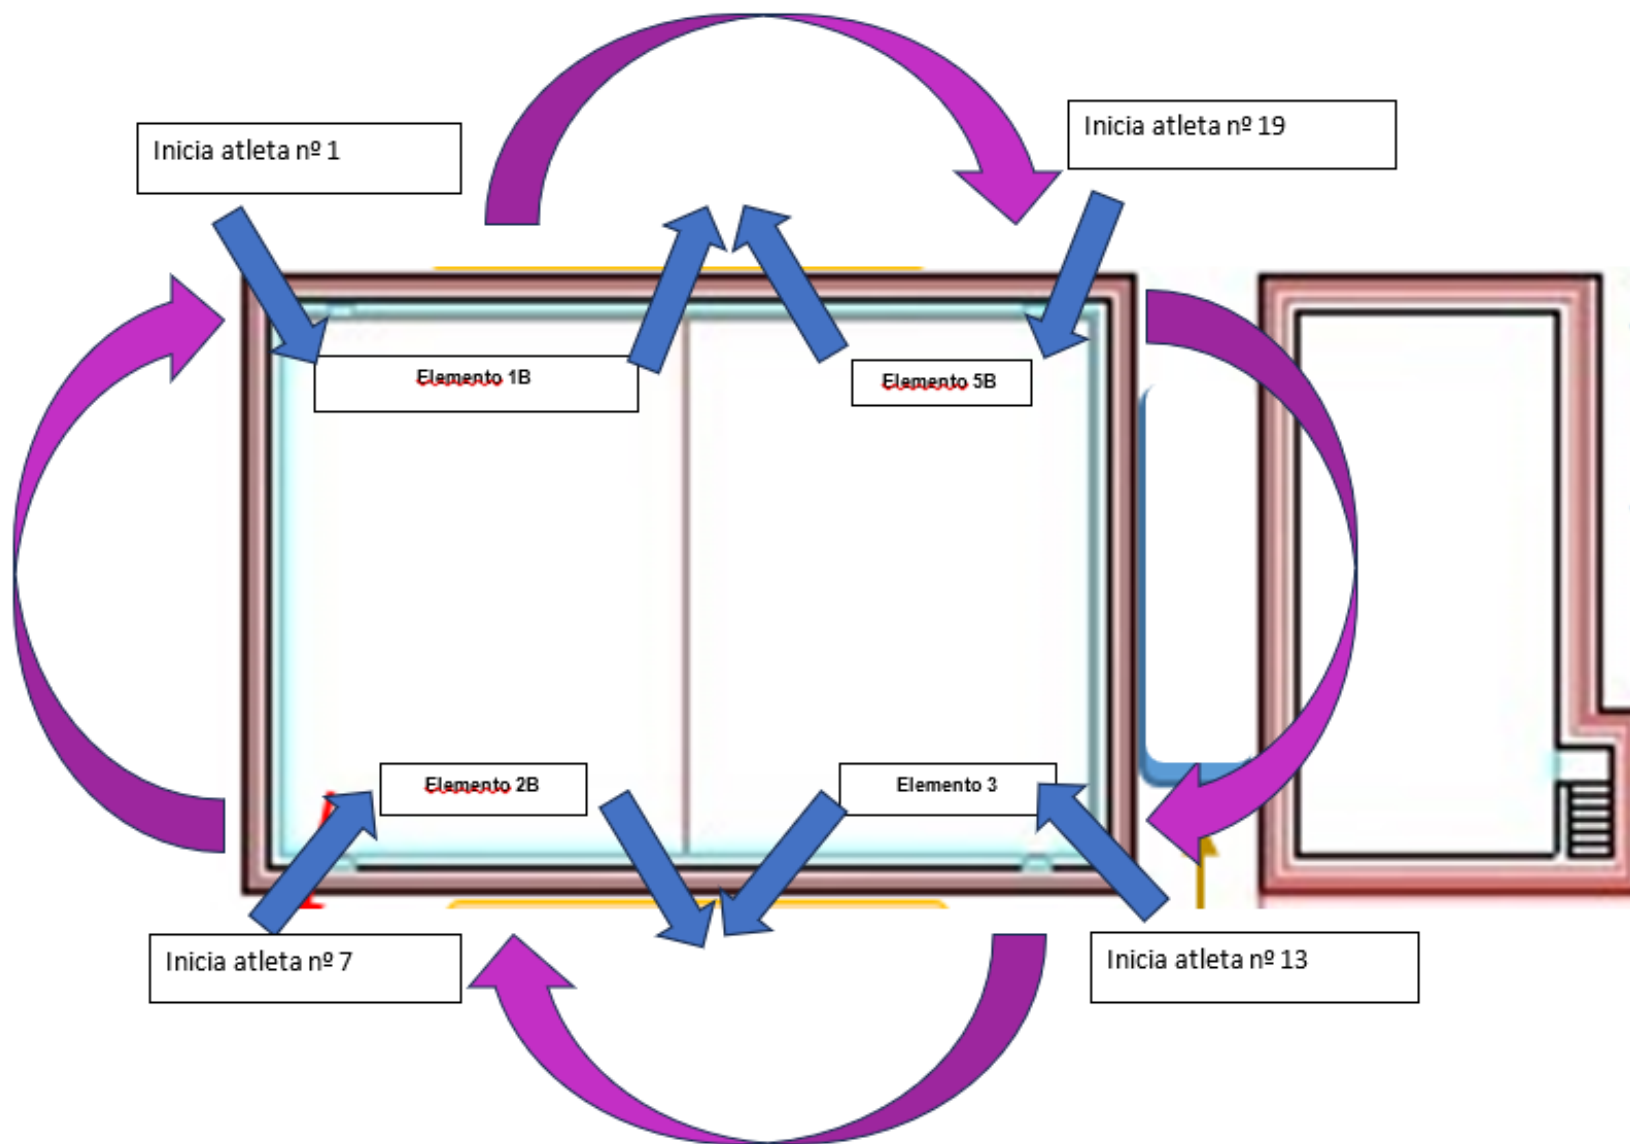 Inicia atleta nº 1
Inicia atleta nº 19
Elemento 1B
Elemento 5B
Elemento 2B
Elemento 3
Inicia atleta nº 7
Inicia atleta nº 13